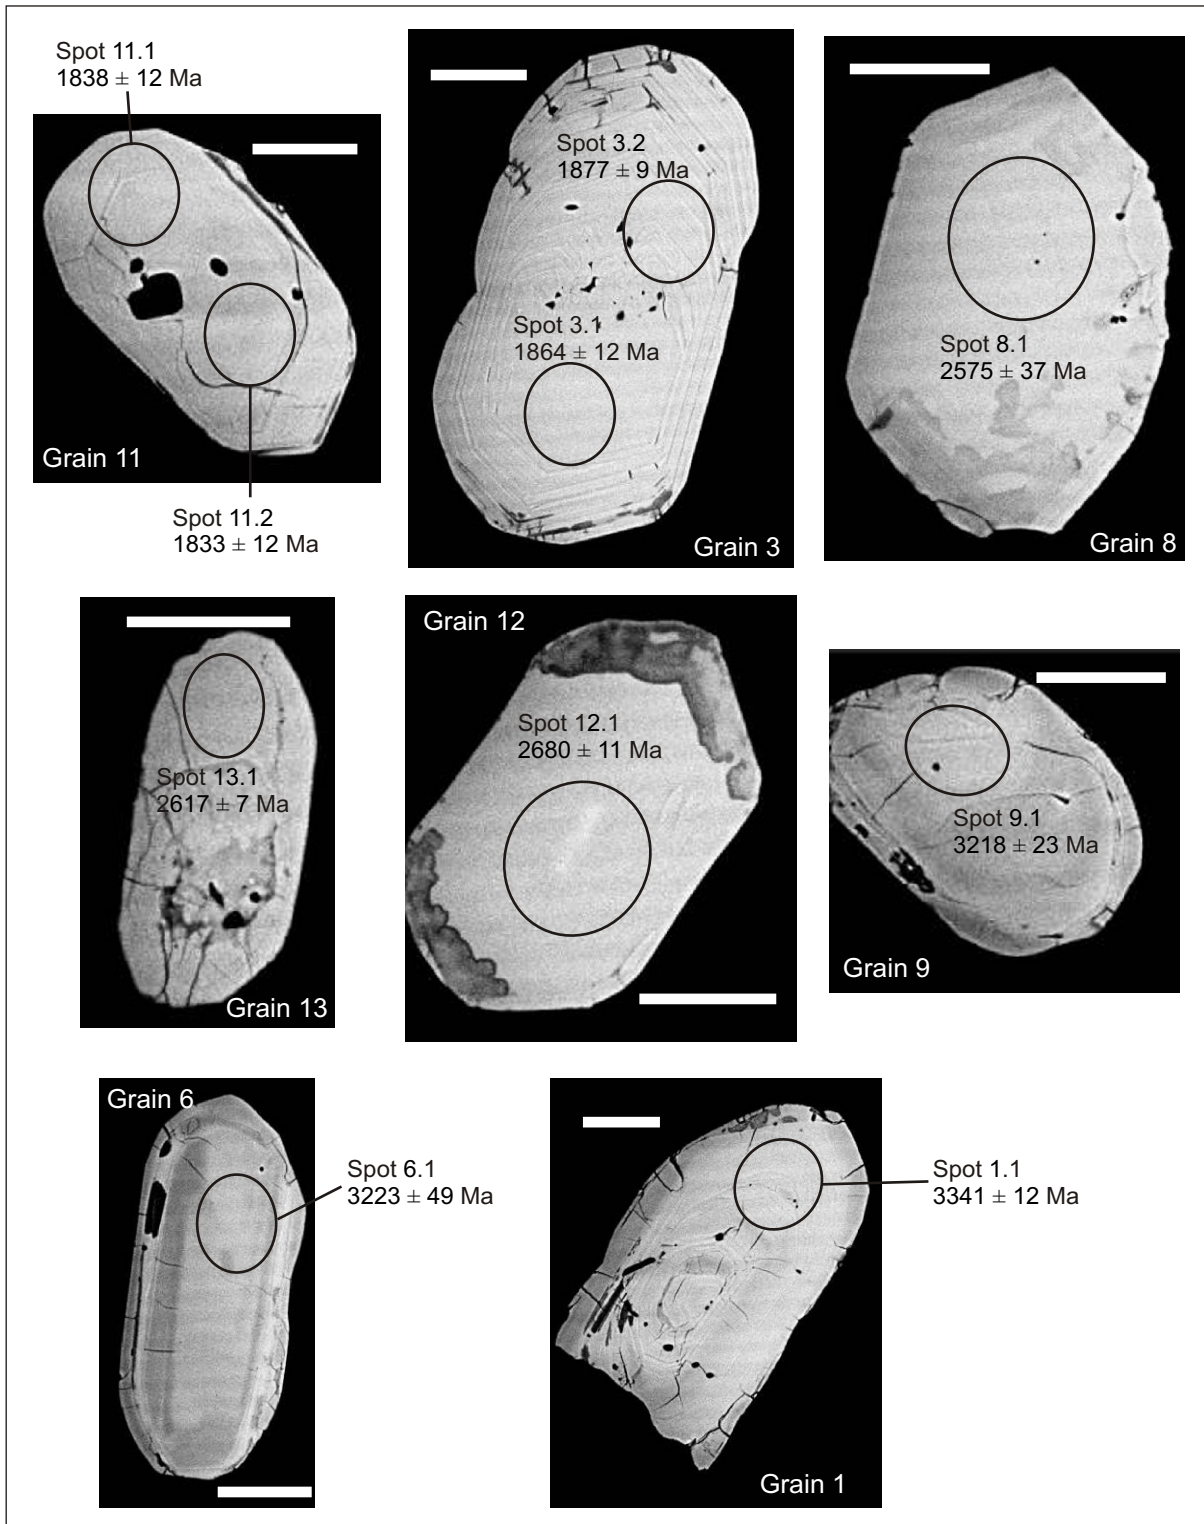 Spot 11.1
1838 ± 12 Ma
Grain 11
Spot 11.2
1833 ± 12 Ma
Spot 3.2
1877 ± 9 Ma
Spot 3.1
1864 ± 12 Ma
Grain 3
Spot 8.1
2575 ± 37 Ma
Grain 8
Spot 13.1
2617 ± 7 Ma
Grain 13
Grain 12
Spot 12.1
2680 ± 11 Ma
Spot 9.1
3218 ± 23 Ma
Grain 9
Grain 6
Spot 6.1
3223 ± 49 Ma
Spot 1.1
3341 ± 12 Ma
Grain 1